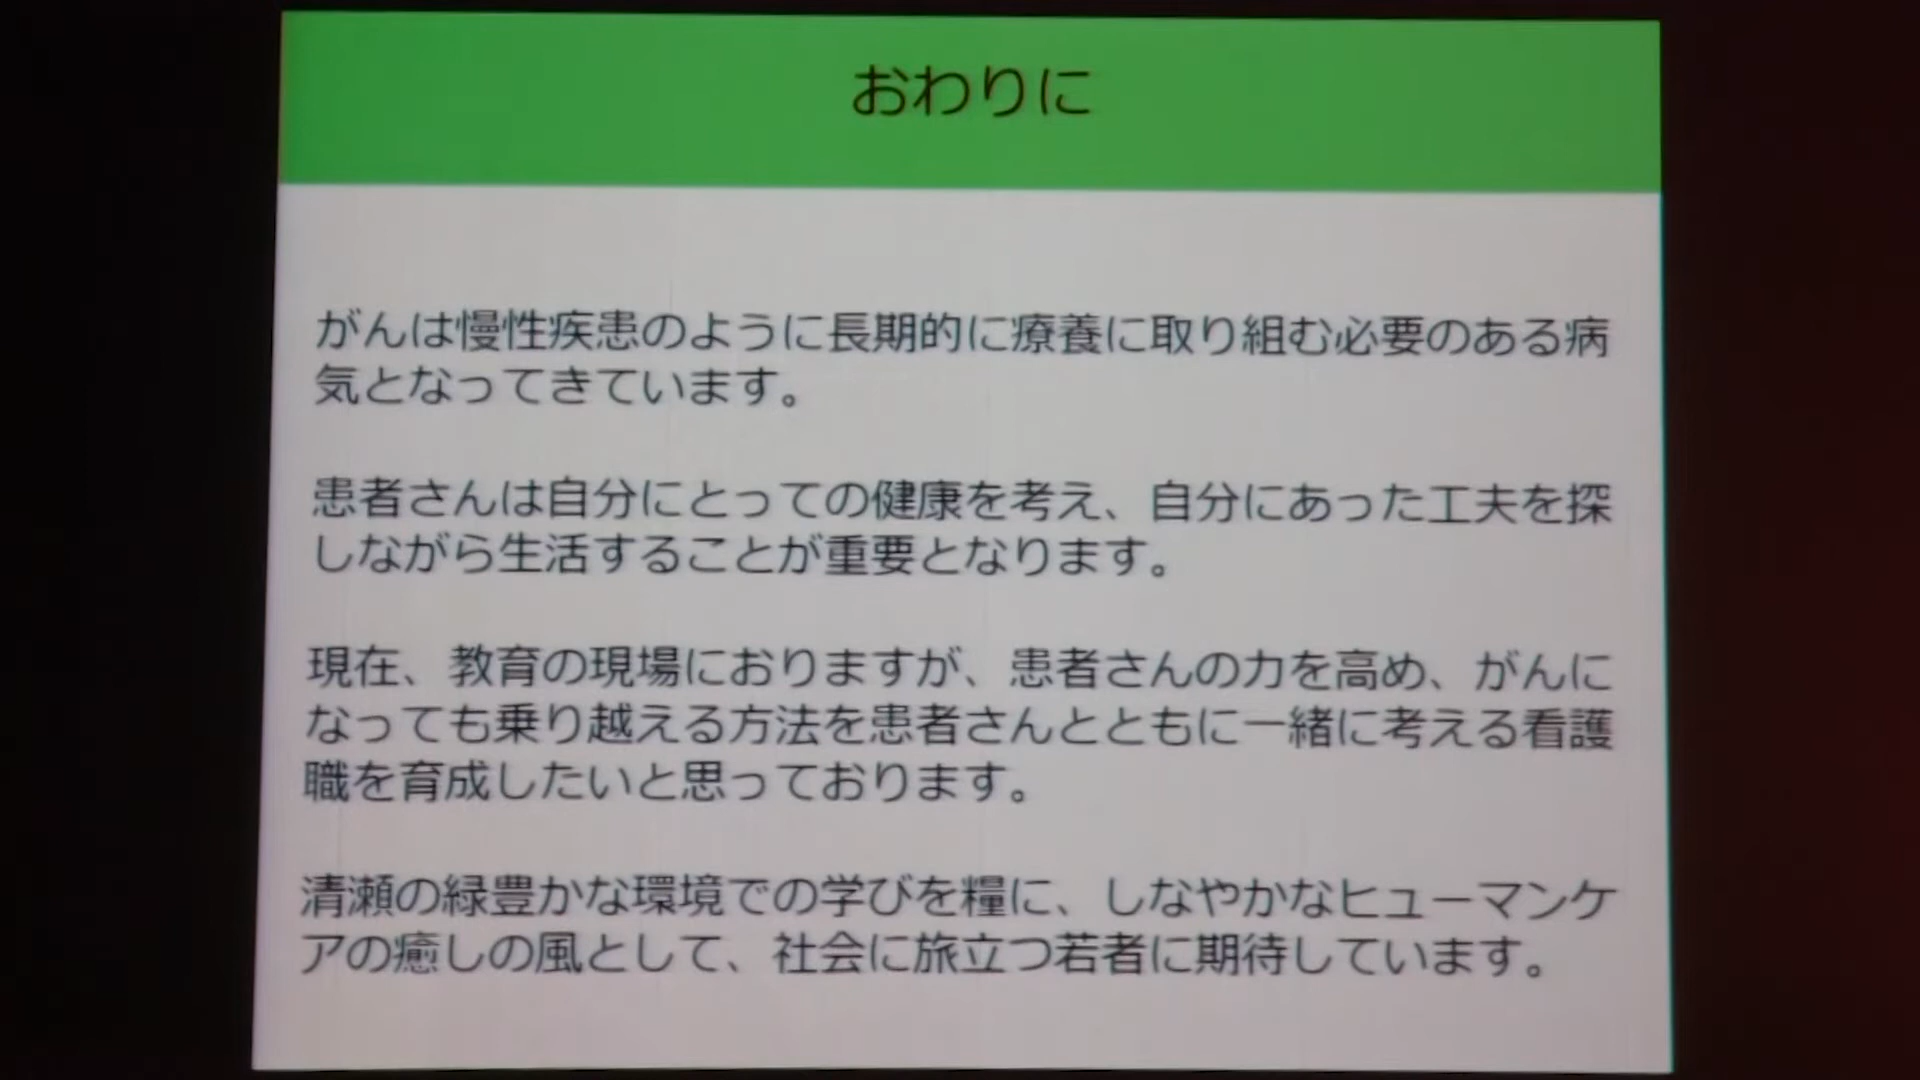 おわりに
がんは慢性疾患のように長期的に療養に取り組む必要のある病
気となってきています。
患者さんは自分にとっての健康を考え、自分にあった工夫を探
しながら生活することが重要となります。
現在、教育の現場におりますが、患者さんの力を高め、がんに
なっても乗り越える方法を患者さんとともに一緒に考える看護
職を育成したいと思っております。
清瀬の緑豊かな環境での学びを糧に、しなやかなヒューマンケ
アの癒しの風として、社会に旅立つ若者に期待しています。